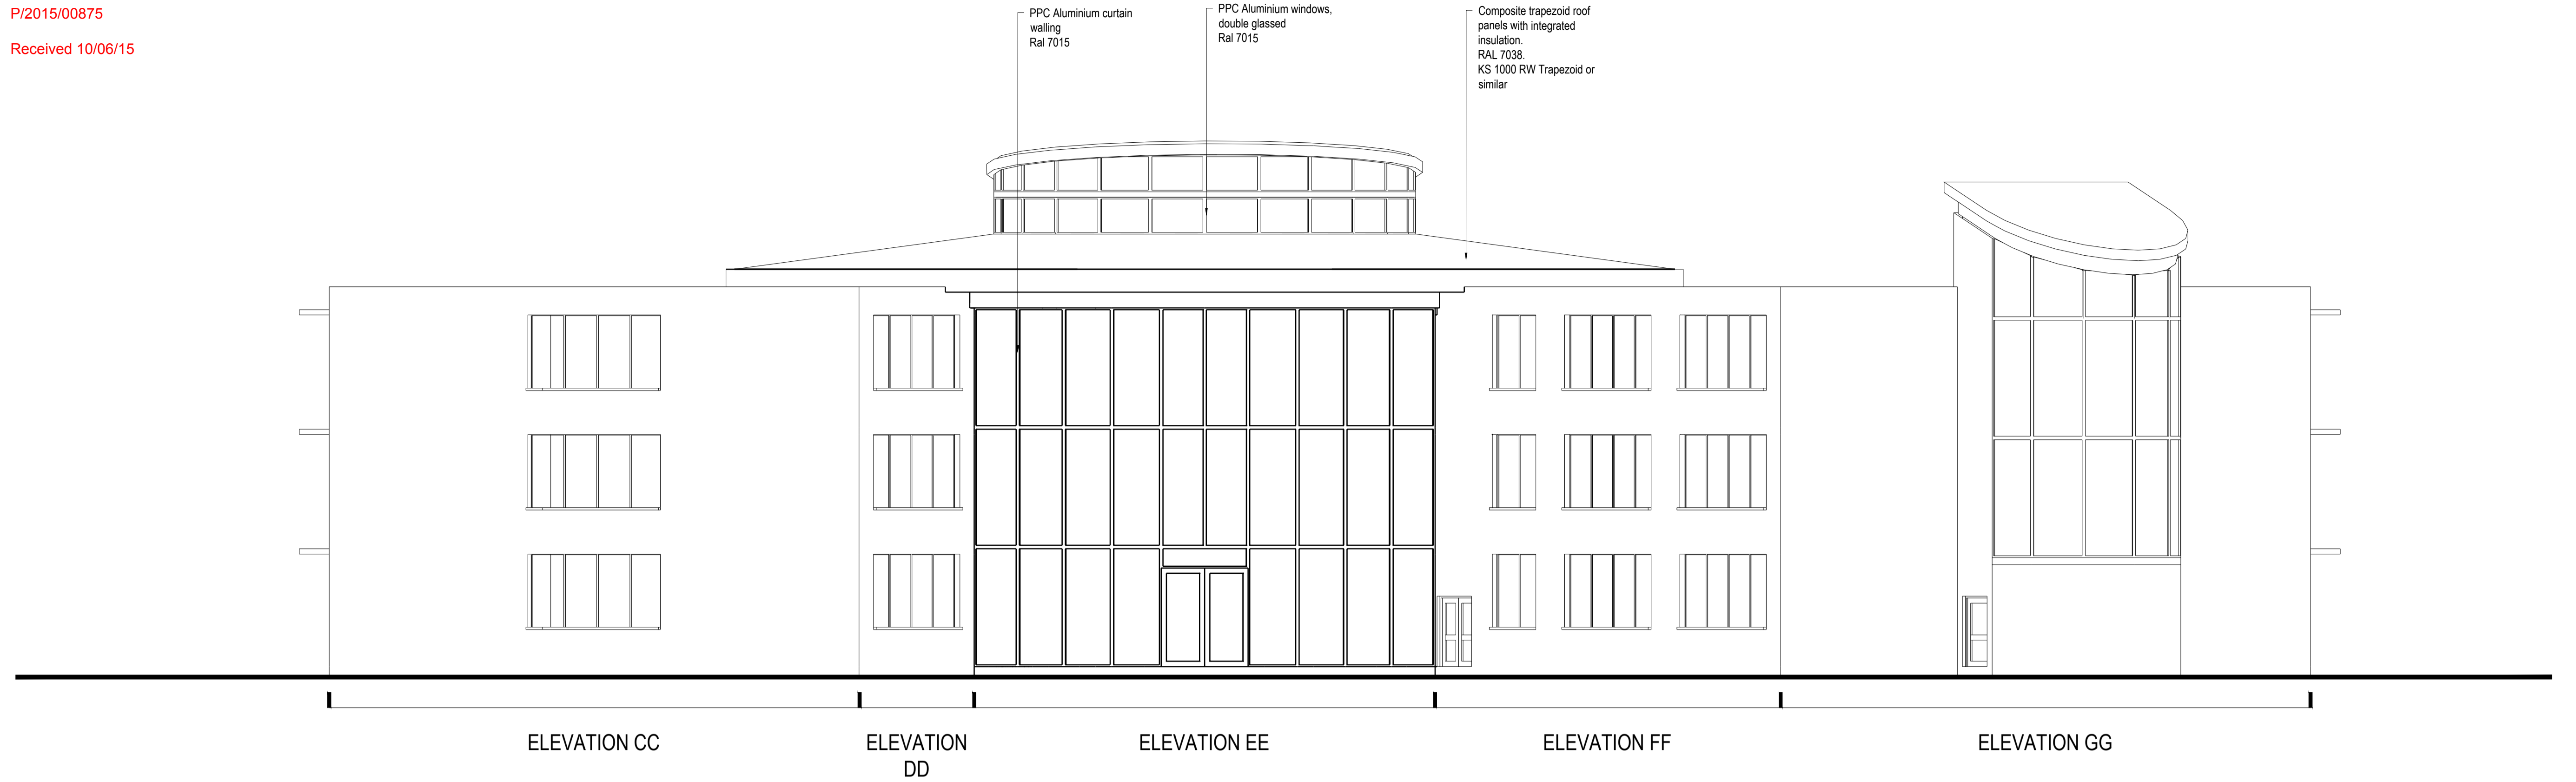 P/2015/00875
Received 10/06/15
PPC Aluminium curtain
walling
Ral 7015
PPC Aluminium windows,
double glassed
Ral 7015
Composite trapezoid roof
panels with integrated
insulation.
RAL 7038.
KS 1000 RW Trapezoid or
similar
ELEVATION CC
ELEVATION
DD
ELEVATION EE
ELEVATION FF
ELEVATION GG